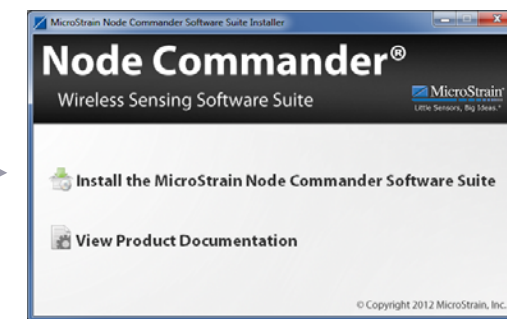 MicroStrain Node Commander Software Suite Installer
Node Commander®
Wireless Sensing Software Suite
MicroStrain®
Little Sensors, Big Ideas.®
Install the MicroStrain Node Commander Software Suite
View Product Documentation
© Copyright 2012 MicroStrain, Inc.